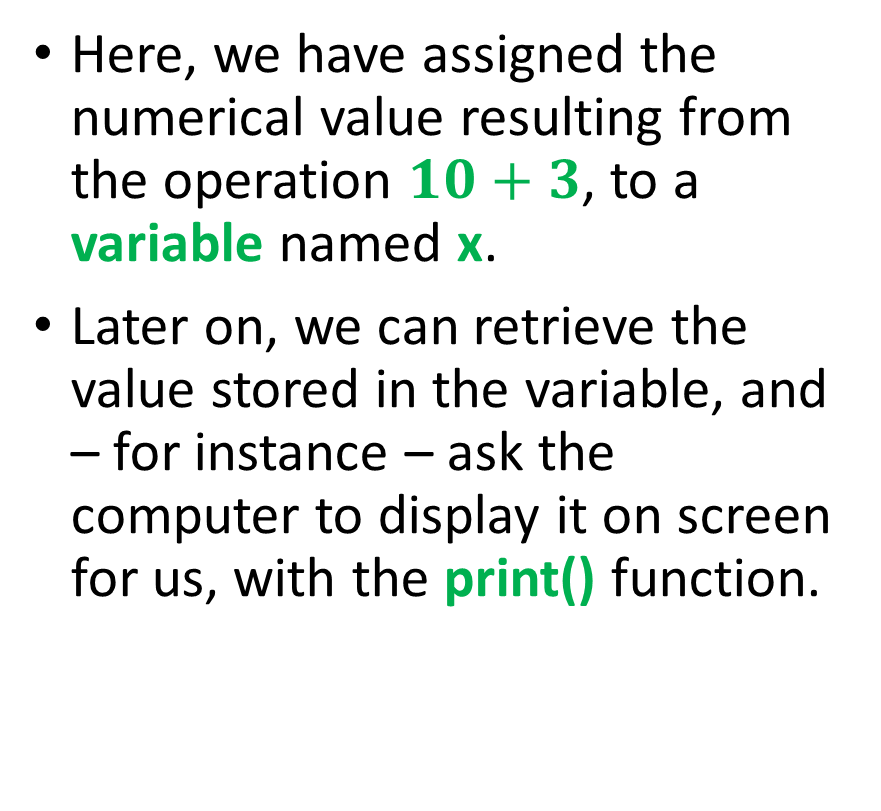 • Here, we have assigned the
numerical value resulting from
the operation 10 + 3, to a
variable named x.
• Later on, we can retrieve the
value stored in the variable, and
– for instance – ask the
computer to display it on screen
for us, with the print() function.